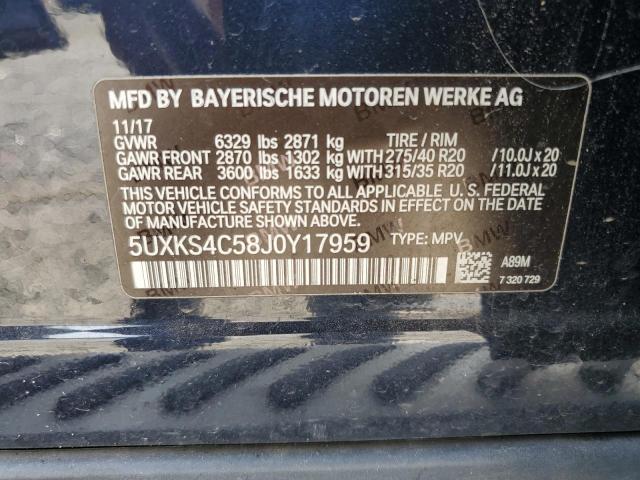 MFD BY BAYERISCHE MOTOREN WERKE AG
11/17
GVWR 6329 lbs 2871 kg TIRE / RIM
GAWR FRONT 2870 lbs 1302 kg WITH 275/40 R20 /10.0J x 20
GAWR REAR 3600 lbs 1633 kg WITH 315/35 R20 /11.0J x 20
THIS VEHICLE CONFORMS TO ALL APPLICABLE U. S. FEDERAL
MOTOR VEHICLE SAFETY STANDARDS IN EFFECT ON THE DATE
OF MANUFACTURE SHOWN ABOVE.
5UXKS4C58J0Y17959 TYPE: MPV
A89M
7 320 729